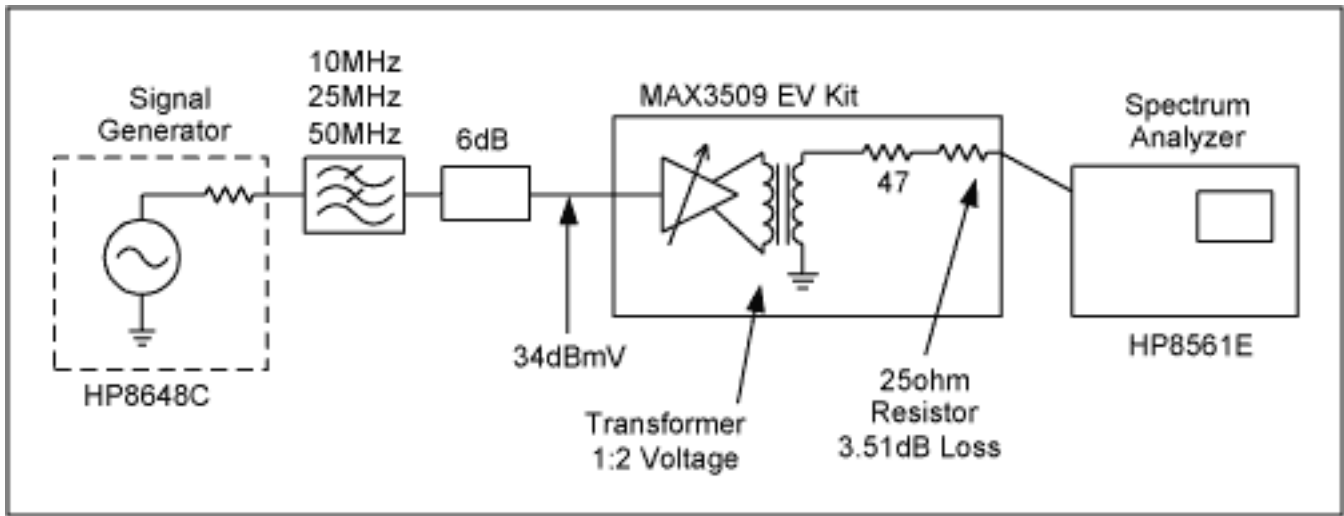 Signal
Generator
10MHz
25MHz
50MHz
6dB
MAX3509 EV Kit
Spectrum
Analyzer
47
34dBmV
HP8648C
Transformer
1:2 Voltage
25ohm
Resistor
3.51dB Loss
HP8561E